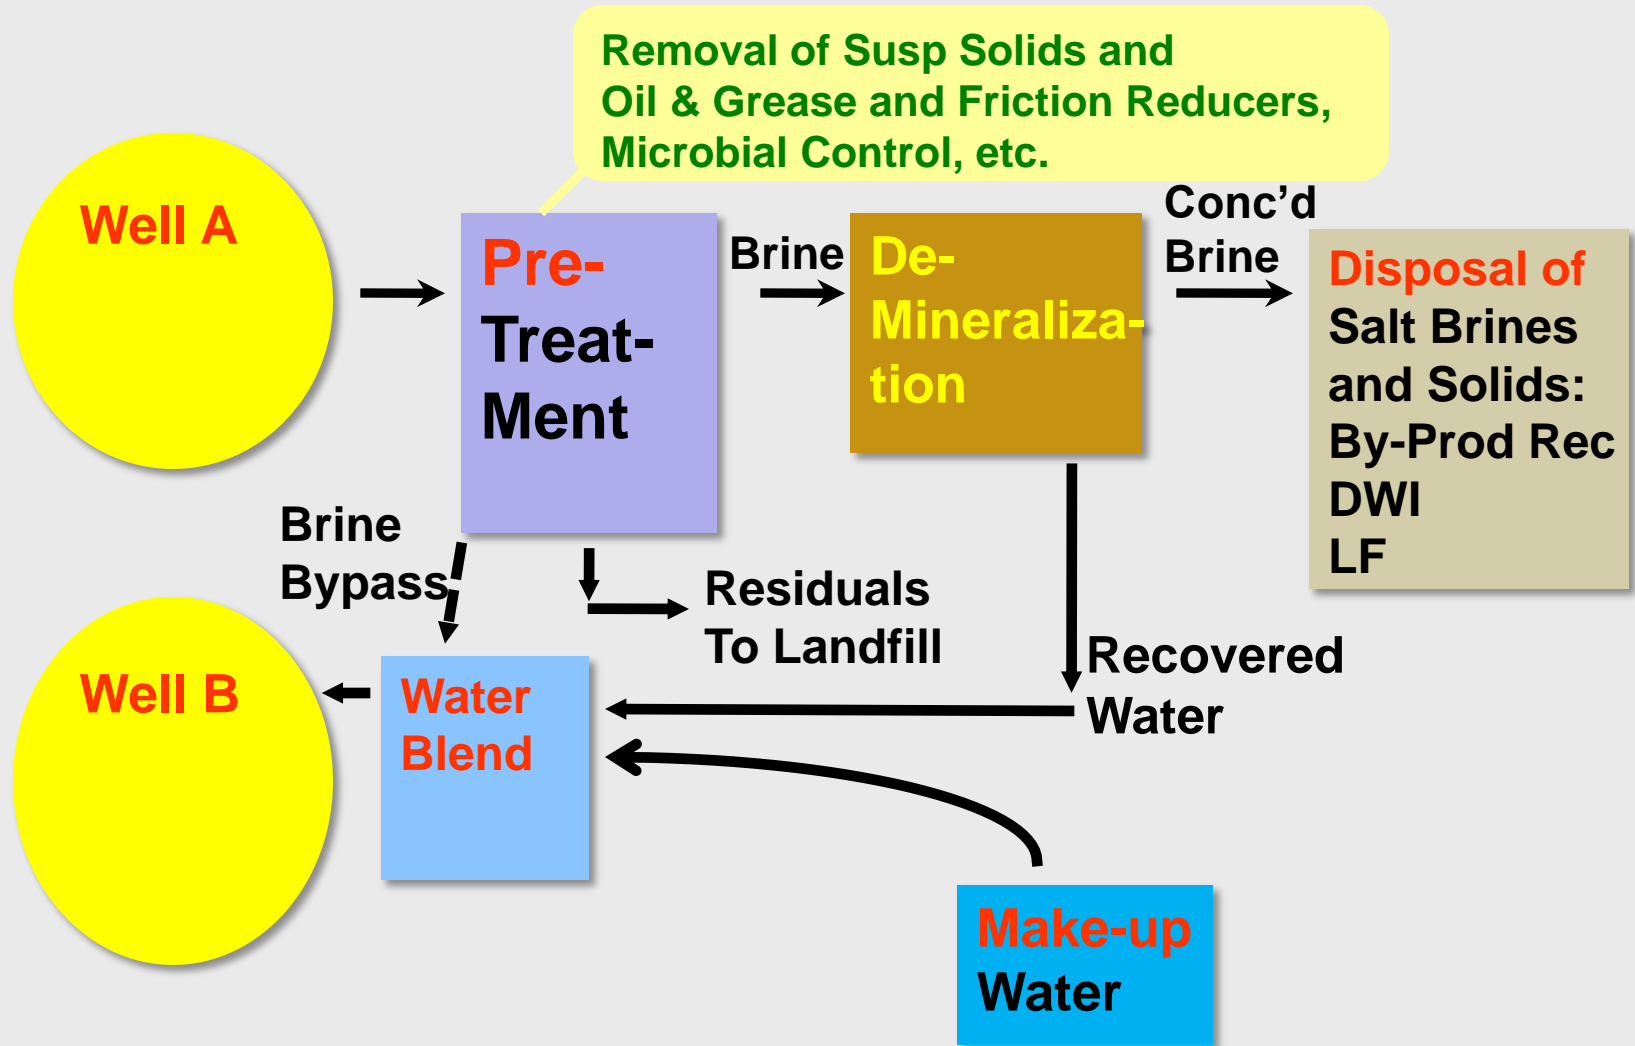 Removal of Susp Solids and
Oil & Grease and Friction Reducers,
Microbial Control, etc.
Well A
Pre-
Treat-
Ment
Brine
De-
Mineraliza-
tion
Conc’d
Brine
Disposal of
Salt Brines
and Solids:
By-Prod Rec
DWI
LF
Brine
Bypass
Residuals
To Landfill
Recovered
Water
Well B
Water
Blend
Make-up
Water